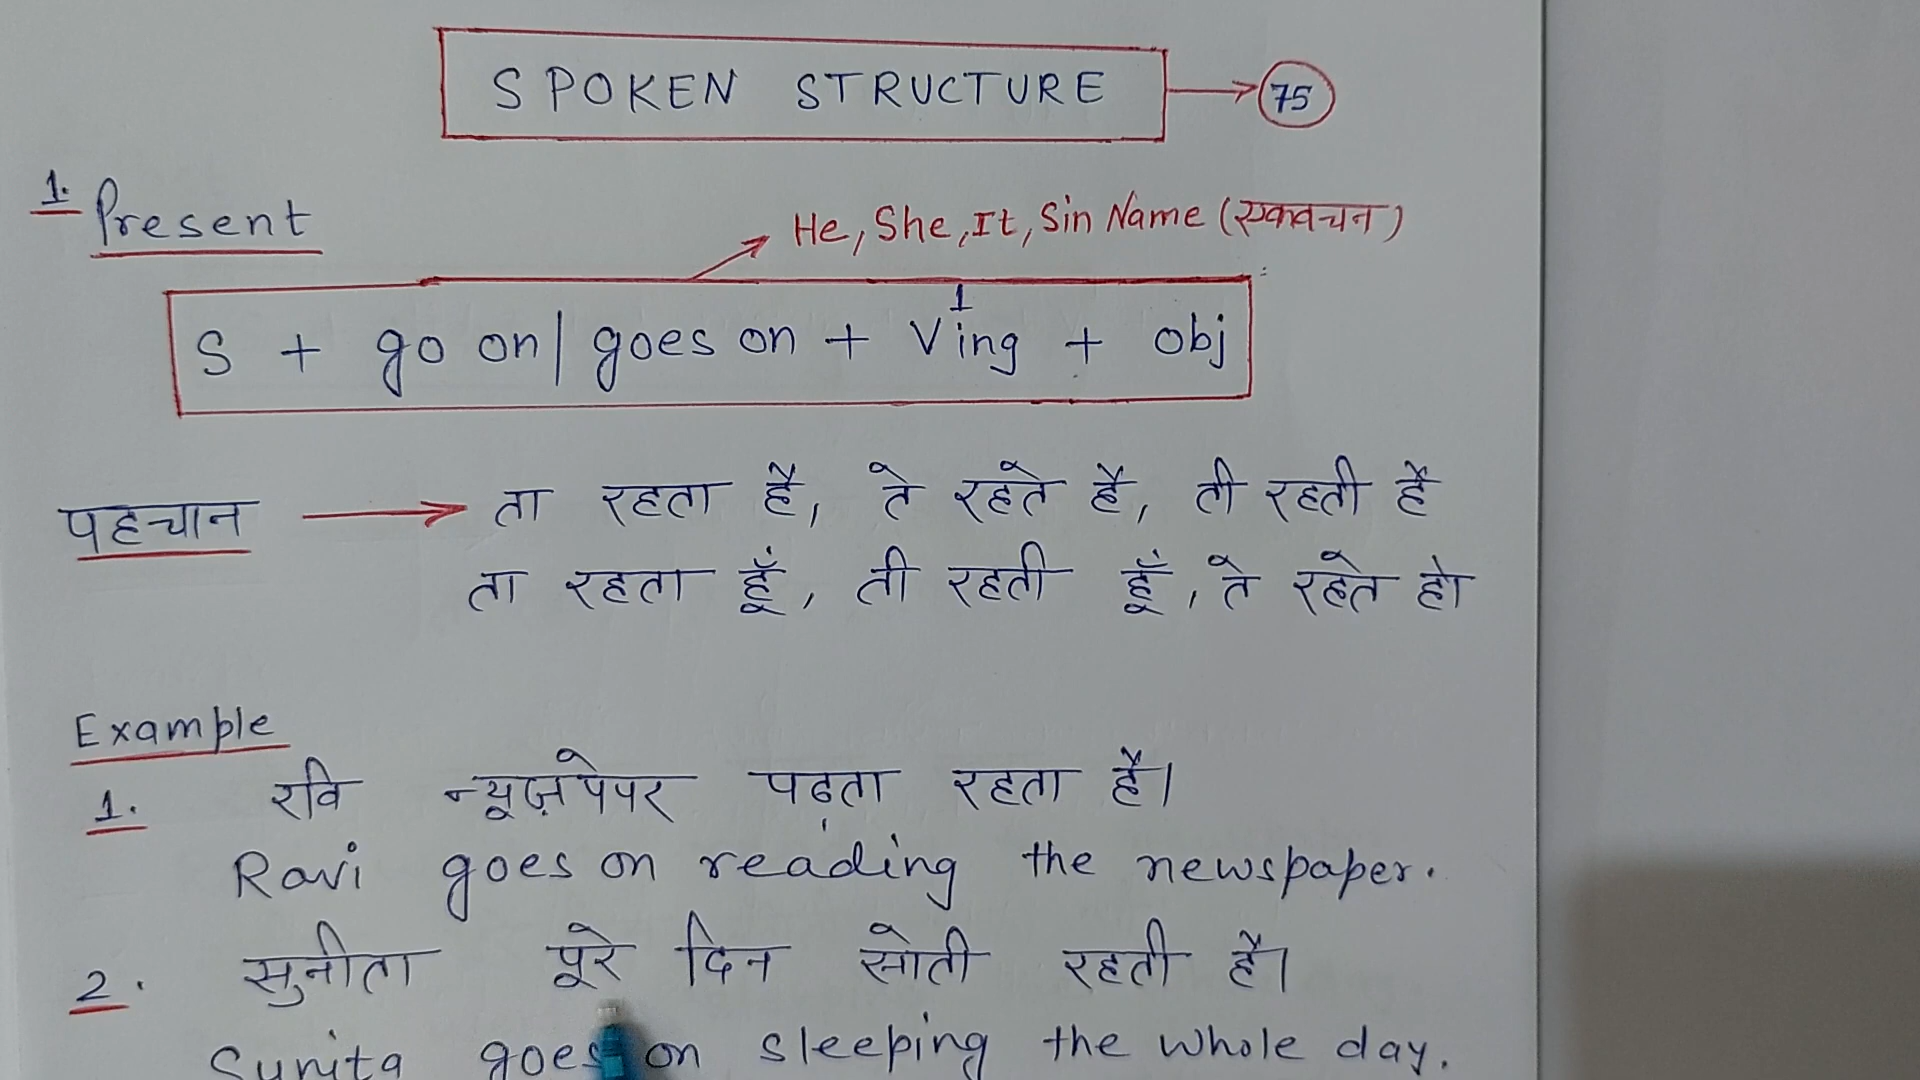 SPOKEN STRUCTURE → 75
1. Present
He, She, It, Sin Name (एकवचन)
S + go on | goes on + V1 ing + obj
पहचान → ता रहता है, ते रहते है, ती रहती है
ता रहता हूँ, ती रहती हूँ, ते रहते हो
Example
1. रवि न्यूज़पेपर पढ़ता रहता है।
Ravi goes on reading the newspaper.
2. सुनीता पूरे दिन सोती रहती है।
Sunita goes on sleeping the whole day.